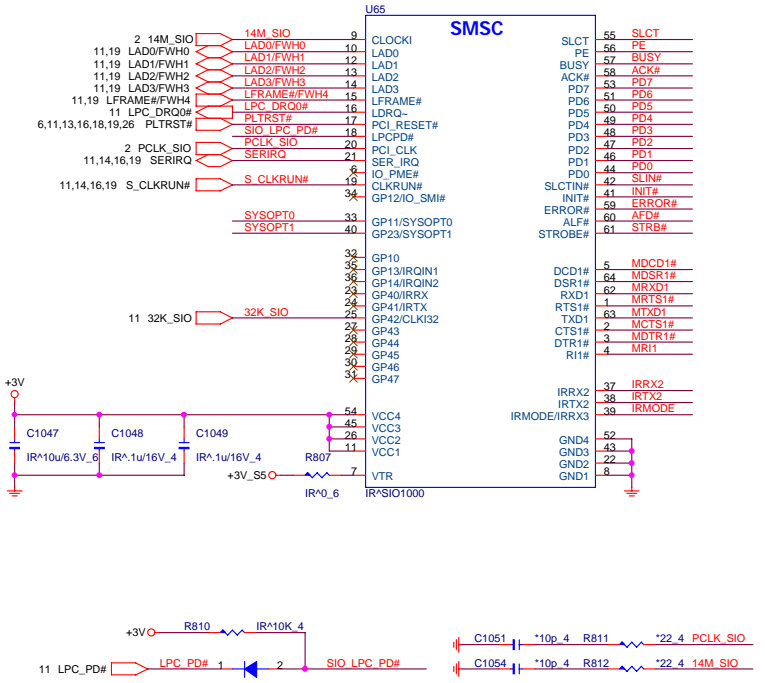 U65
SMSC
2 14M_SIO 14M_SIO 9 CLOCKI SLCT 55 SLCT
11,19 LAD0/FWH0 LAD0/FWH0 10 LAD0 PE 56 PE
11,19 LAD1/FWH1 LAD1/FWH1 12 LAD1 BUSY 57 BUSY
11,19 LAD2/FWH2 LAD2/FWH2 13 LAD2 ACK# 58 ACK#
11,19 LAD3/FWH3 LAD3/FWH3 14 LAD3 PD7 53 PD7
11,19 LFRAME#/FWH4 LFRAME#/FWH4 15 LFRAME# PD6 51 PD6
11 LPC_DRQ0# LPC_DRQ0# 16 LDRQ~ PD5 50 PD5
6,11,13,16,18,19,26 PLTRST# PLTRST# 17 PCI_RESET# PD4 49 PD4
SIO_LPC_PD# 18 LPCPD# PD3 48 PD3
2 PCLK_SIO PCLK_SIO 20 PCI_CLK PD2 47 PD2
11,14,16,19 SERIRQ SERIRQ 21 SER_IRQ PD1 46 PD1
6 IO_PME# PD0 44 PD0
11,14,16,19 S_CLKRUN# S_CLKRUN# 19 CLKRUN# SLCTIN# 42 SLIN#
34 GP12/IO_SMI# INIT# 41 INIT#
ERROR# 59 ERROR#
SYSOPT0 33 GP11/SYSOPT0 ALF# 60 AFD#
SYSOPT1 40 GP23/SYSOPT1 STROBE# 61 STRB#
32 GP10
35 GP13/IRQIN1 DCD1# 5 MDCD1#
36 GP14/IRQIN2 DSR1# 64 MDSR1#
23 GP40/IRRX RXD1 62 MRXD1
24 GP41/IRTX RTS1# 1 MRTS1#
11 32K_SIO 32K_SIO 25 GP42/CLKI32 TXD1 63 MTXD1
27 GP43 CTS1# 2 MCTS1#
28 GP44 DTR1# 3 MDTR1#
29 GP45 RI1# 4 MRI1
30 GP46
31 GP47
+3V
IRRX2 37 IRRX2
IRTX2 38 IRTX2
54 VCC4 IRMODE/IRRX3 39 IRMODE
45 VCC3
C1047 C1048 C1049 26 VCC2 GND4 52
11 VCC1 GND3 43
IR^10u/6.3V_6 IR^.1u/16V_4 IR^.1u/16V_4 R807 GND2 22
+3V_S5 7 VTR GND1 8
IR^0_6 IR^SIO1000
+3V R810 IR^10K_4
C1051 *10p_4 R811 *22_4 PCLK_SIO
11 LPC_PD# LPC_PD# 1 2 SIO_LPC_PD#
C1054 *10p_4 R812 *22_4 14M_SIO